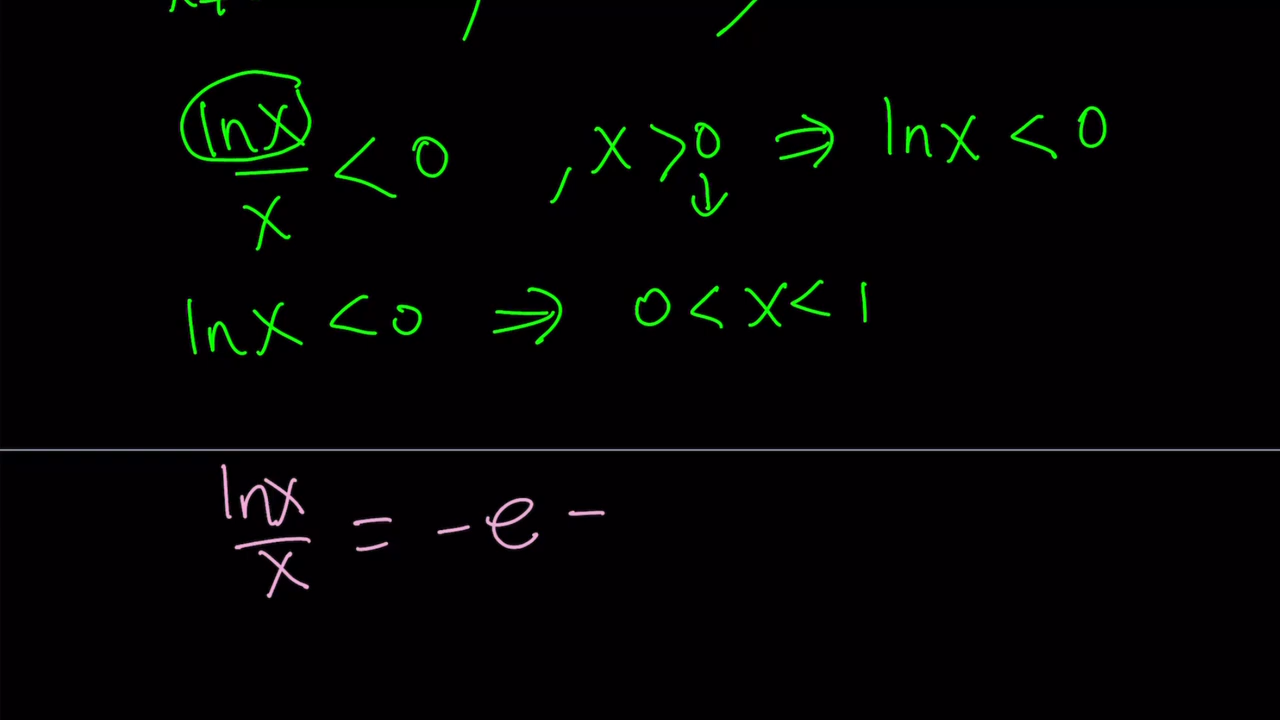 lnx/x < 0 , x > 0 ⇒ lnx < 0
lnx < 0 ⇒ 0 < x < 1
lnx/x = -e -